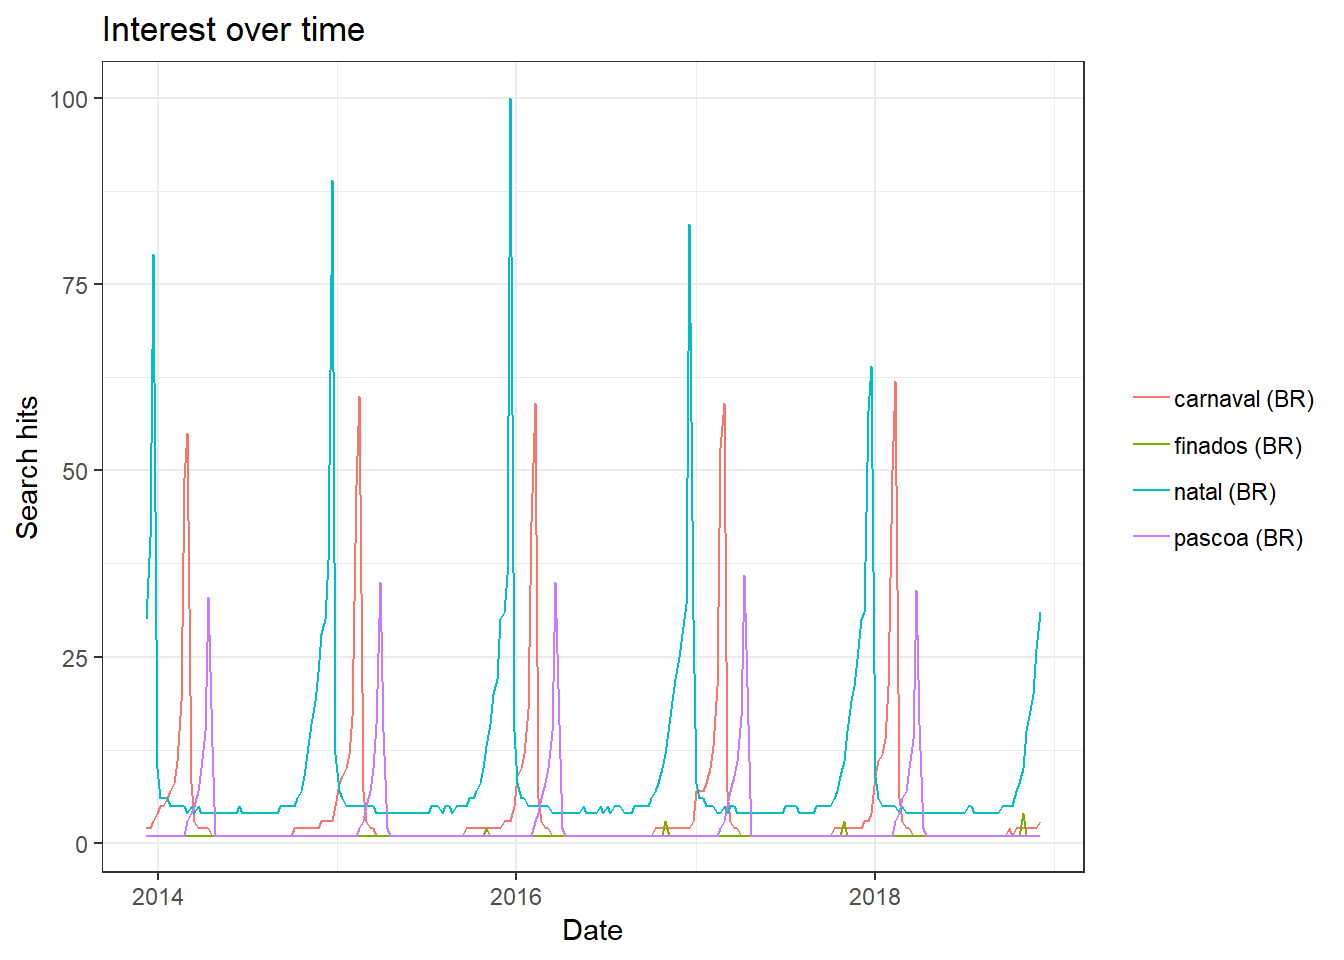 Interest over time
Search hits
100
75
50
25
0
2014
2016
2018
Date
carnaval (BR)
finados (BR)
natal (BR)
pascoa (BR)